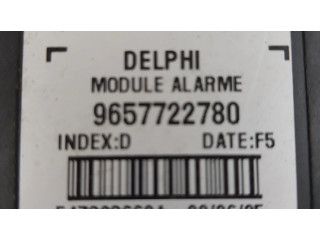 DELPHI
MODULE ALARME
9657722780
INDEX:D DATE:F5